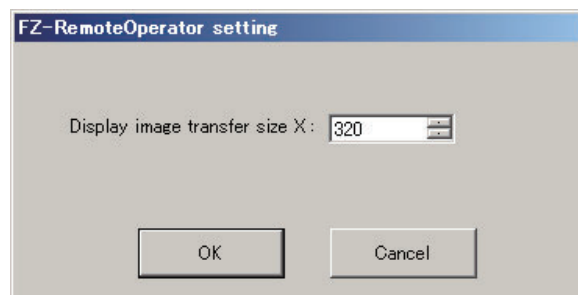 FZ-RemoteOperator setting
Display image transfer size X:
320
OK
Cancel